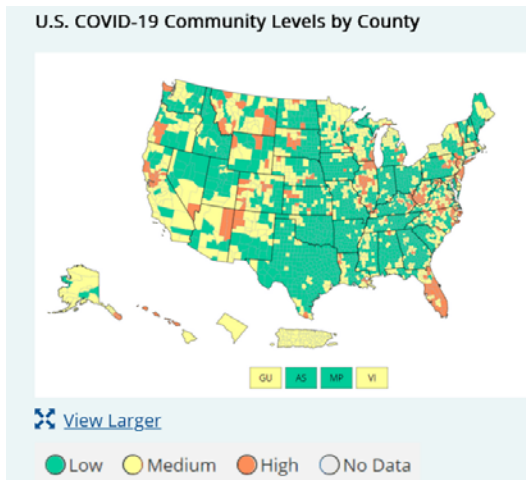 U.S. COVID-19 Community Levels by County
GU AS MP VI
View Larger
Low Medium High No Data